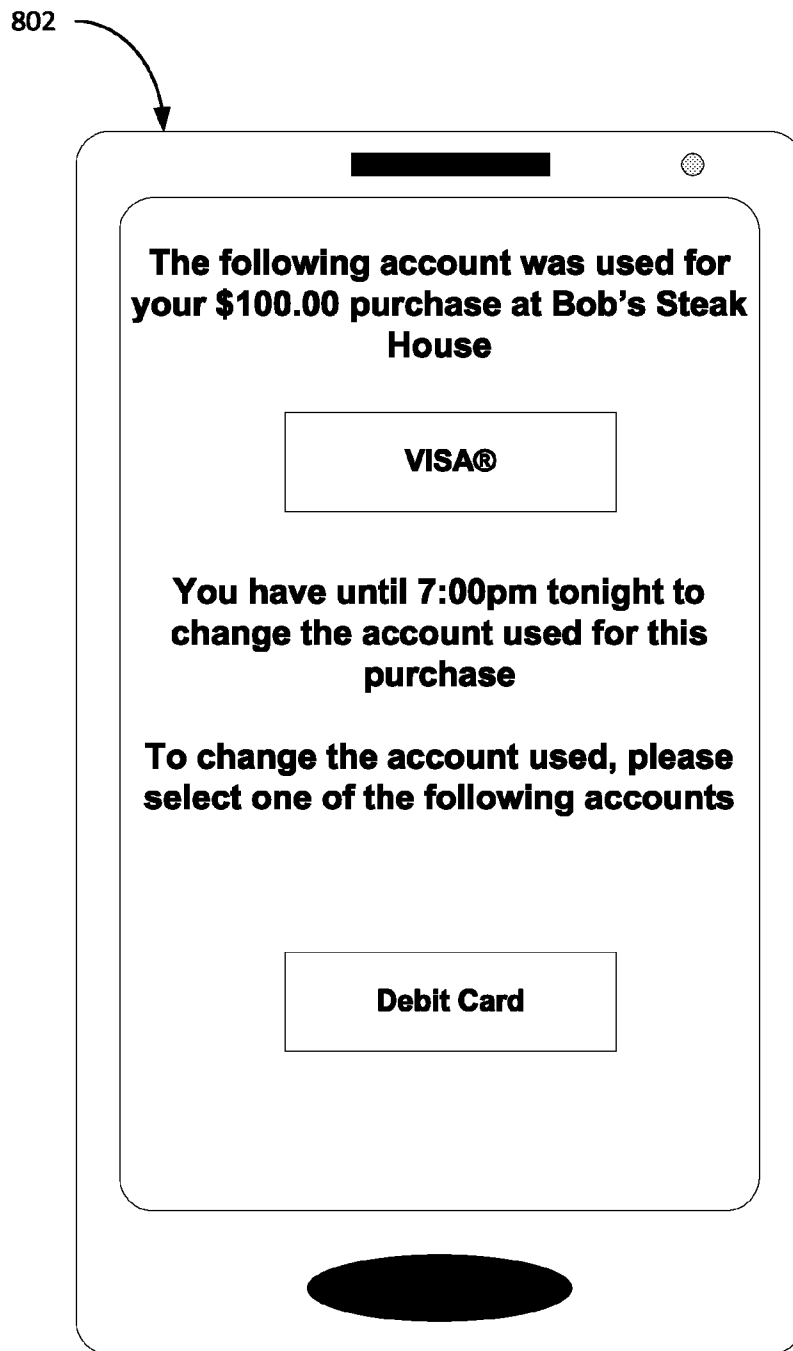 802
The following account was used for
your $100.00 purchase at Bob's Steak
House
VISA®
You have until 7:00pm tonight to
change the account used for this
purchase
To change the account used, please
select one of the following accounts
Debit Card